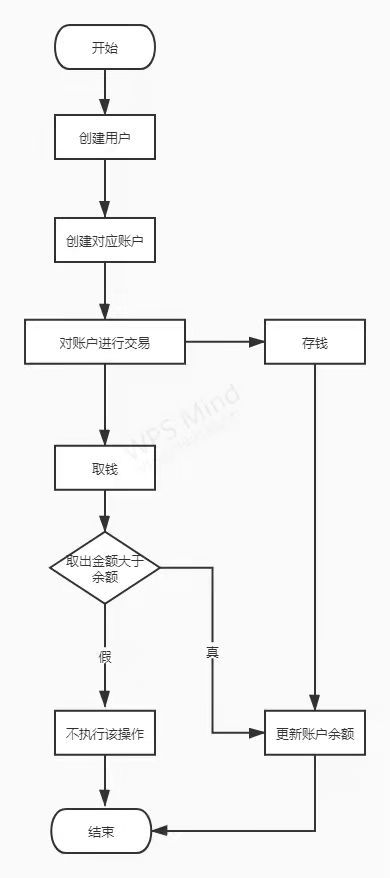 开始
创建用户
创建对应账户
对账户进行交易
存钱
WPS Mind
取钱
取出金额大于
余额
假
真
不执行该操作
更新账户余额
结束